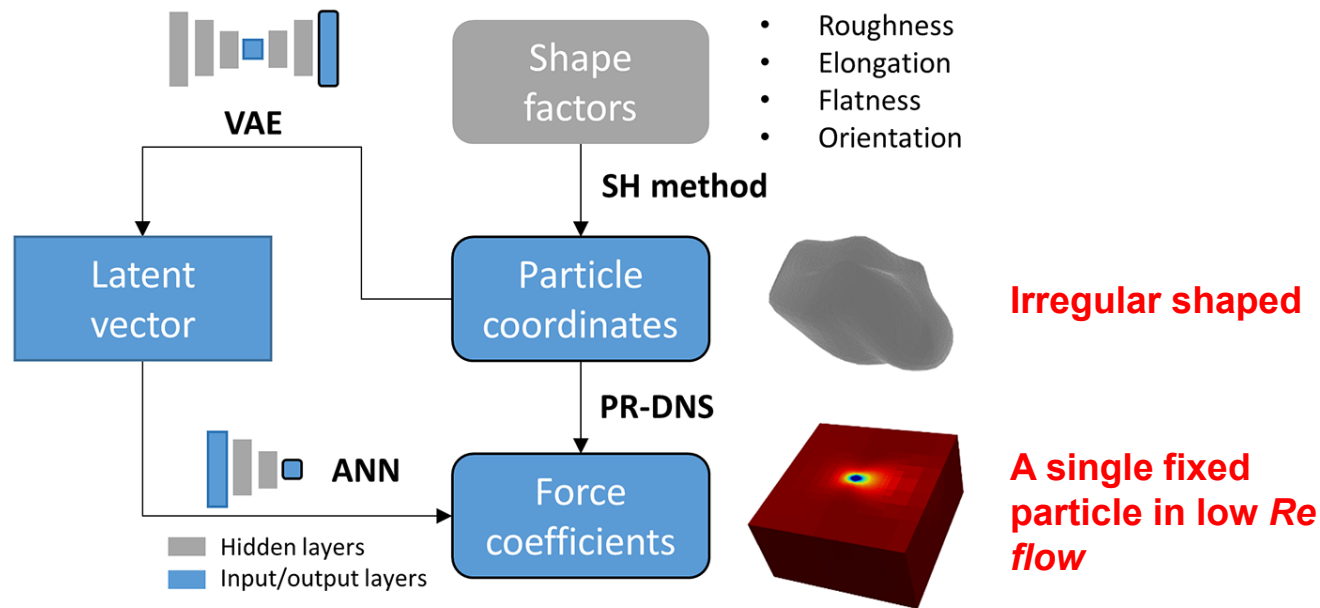 VAE
Shape
factors
• Roughness
• Elongation
• Flatness
• Orientation
SH method
Latent
vector
Particle
coordinates
Irregular shaped
PR-DNS
ANN
Force
coefficients
A single fixed
particle in low Re
flow
Hidden layers
Input/output layers